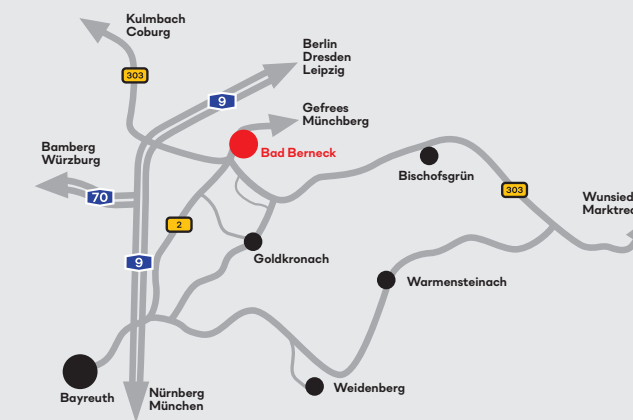 Kulmbach
Coburg
303
Berlin
Dresden
Leipzig
9
Gefrees
Münchberg
Bad Berneck
Bamberg
Würzburg
70
Bischofsgrün
303
2
9
Goldkronach
Warmensteinach
Bayreuth
Nürnberg
München
Weidenberg